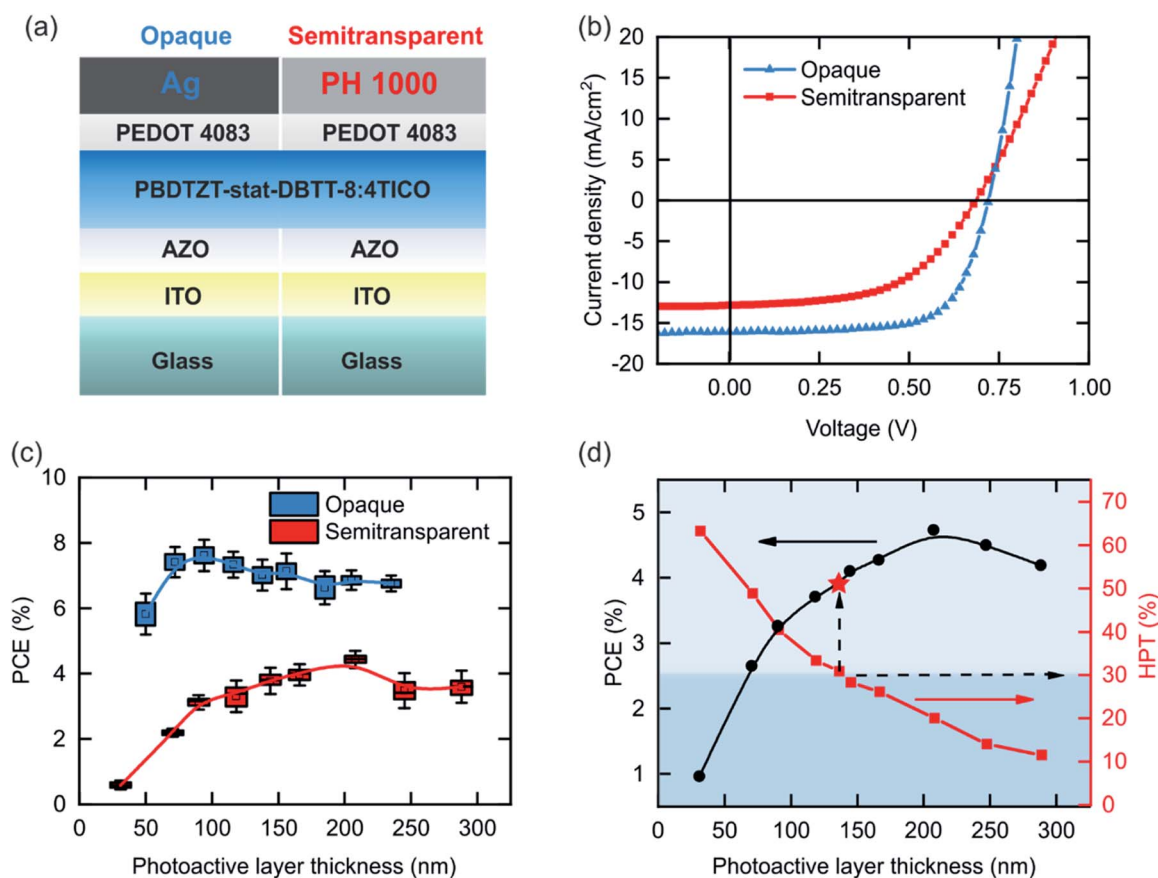 (a)
Opaque Semitransparent
Ag PH 1000
PEDOT 4083 PEDOT 4083
PBDTZT-stat-DBTT-8:4TICO
AZO AZO
ITO ITO
Glass Glass
(b)
Current density (mA/cm²)
20
15
10
5
0
-5
-10
-15
-20
Opaque
Semitransparent
0.00 0.25 0.50 0.75 1.00
Voltage (V)
(c)
PCE (%)
10
8
6
4
2
0
Opaque
Semitransparent
0 50 100 150 200 250 300
Photoactive layer thickness (nm)
(d)
PCE (%)
5
4
3
2
1
70
60
50
40
30
20
10
0
HPT (%)
0 50 100 150 200 250 300
Photoactive layer thickness (nm)